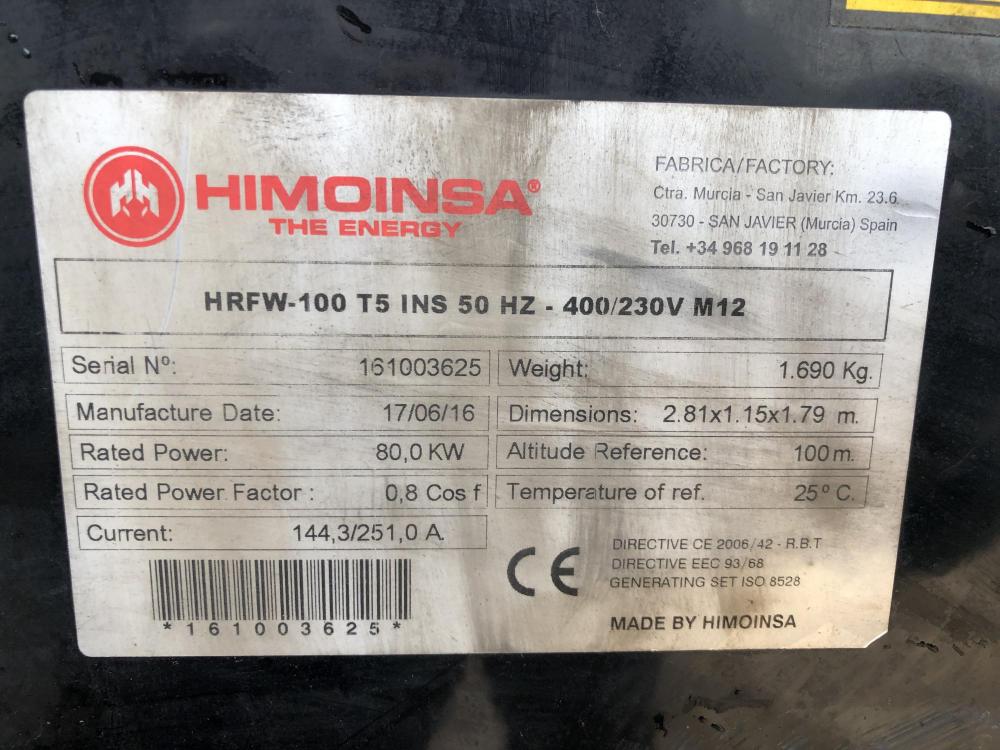 HIMOINSA®
THE ENERGY
FABRICA/FACTORY:
Ctra. Murcia - San Javier Km. 23.6
30730 - SAN JAVIER (Murcia) Spain
Tel. +34 968 19 11 28
HRFW-100 T5 INS 50 HZ - 400/230V M12
Serial Nº: 161003625
Weight: 1.690 Kg.
Manufacture Date: 17/06/16
Dimensions: 2.81x1.15x1.79 m.
Rated Power: 80,0 KW
Altitude Reference: 100 m.
Rated Power Factor : 0,8 Cos f
Temperature of ref. 25º C.
Current: 144,3/251,0 A.
*161003625*
CE
DIRECTIVE CE 2006/42 - R.B.T
DIRECTIVE EEC 93/68
GENERATING SET ISO 8528
MADE BY HIMOINSA